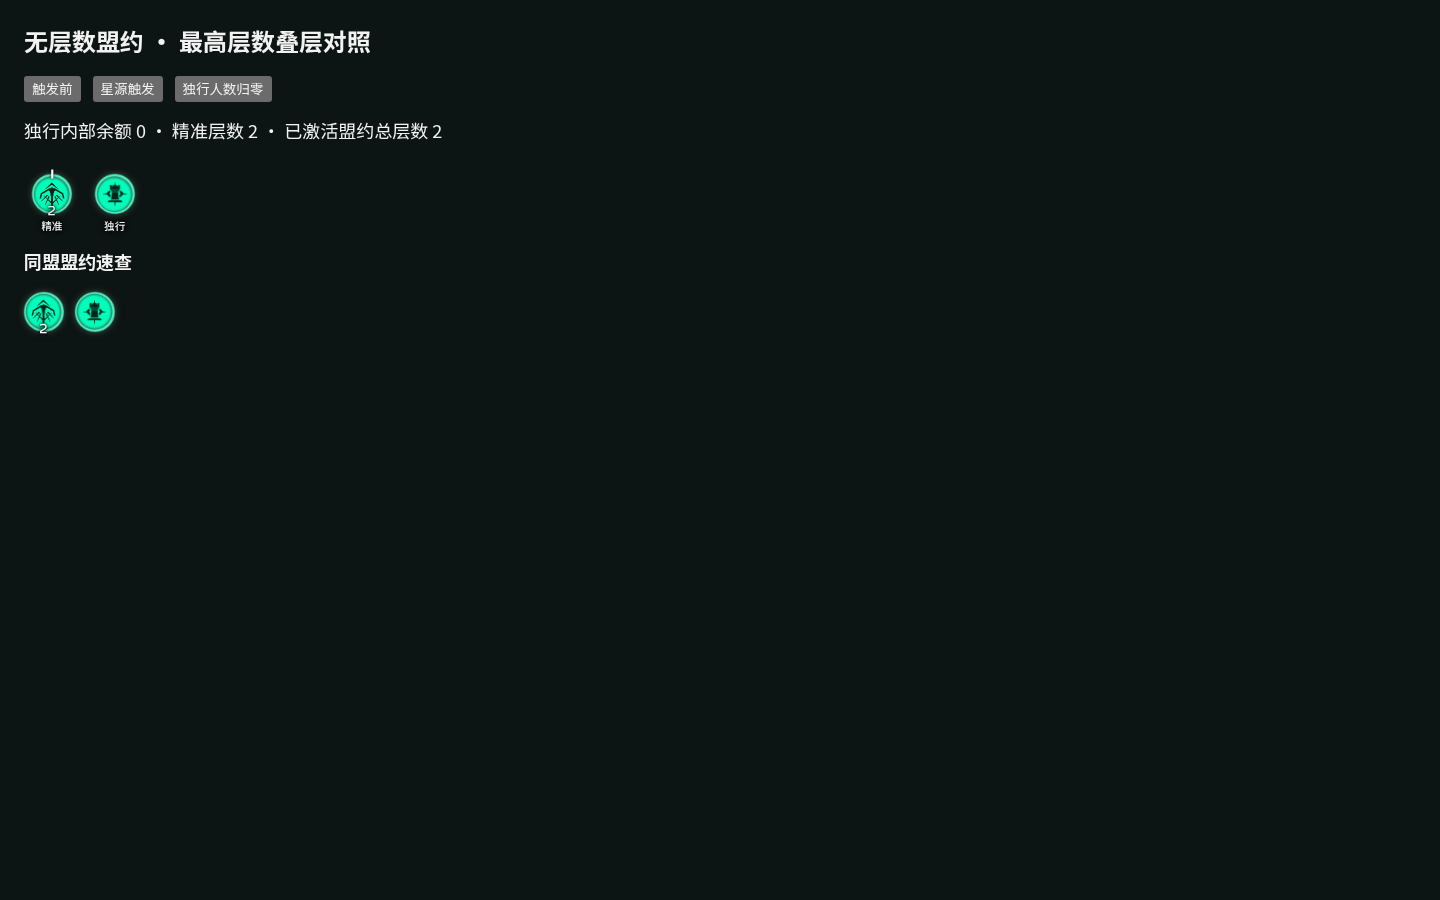 无层数盟约 · 最高层数叠层对照
触发前 星源触发 独行人数归零
独行内部余额 0 · 精准层数 2 · 已激活盟约总层数 2
I
2
精准 独行
同盟盟约速查
2